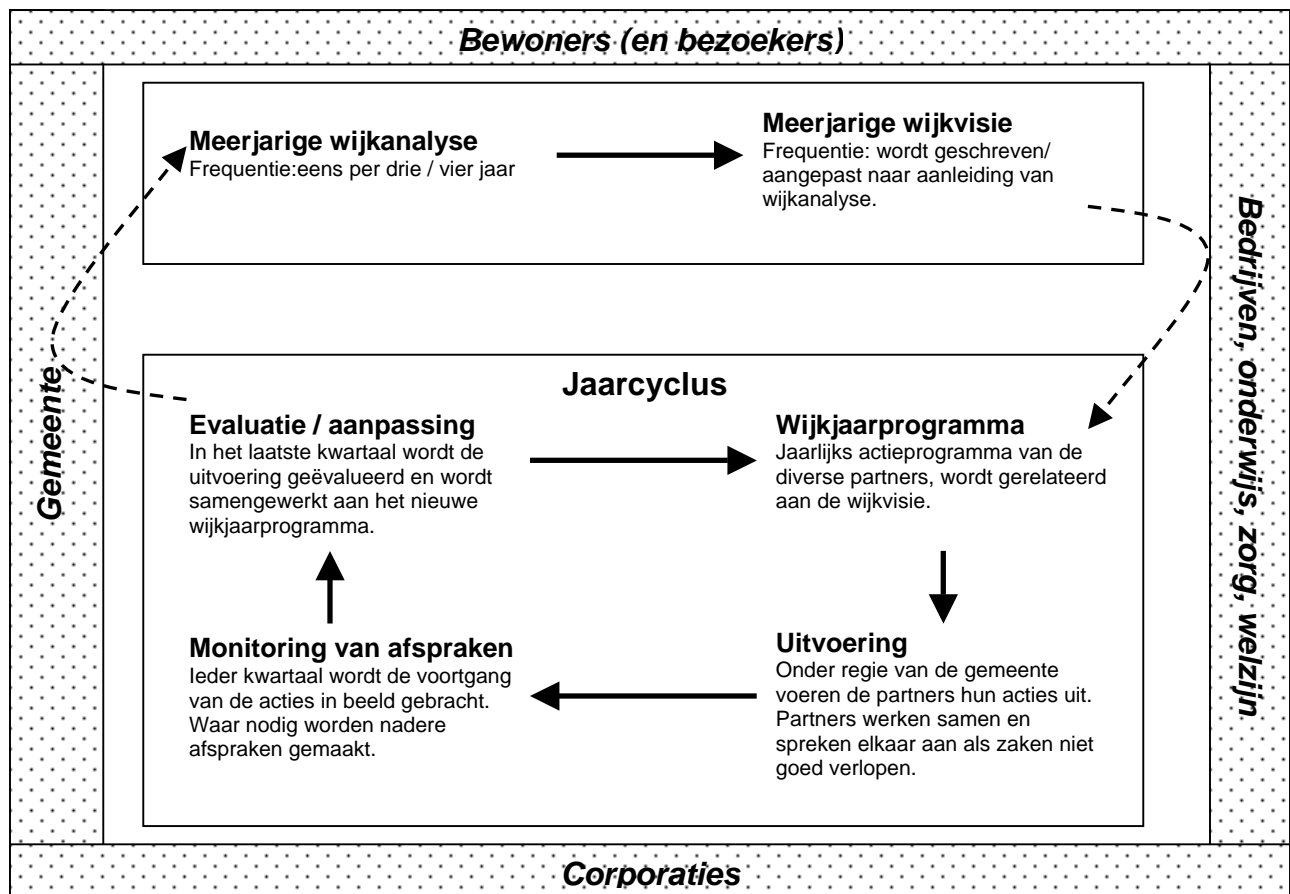 Bewoners (en bezoekers)
Gemeente
Meerjarige wijkanalyse
Frequentie:eens per drie / vier jaar
Meerjarige wijkvisie
Frequentie: wordt geschreven/
aangepast naar aanleiding van
wijkanalyse.
Bedrijven, onderwijs, zorg, welzijn
Jaarcyclus
Evaluatie / aanpassing
In het laatste kwartaal wordt de
uitvoering geëvalueerd en wordt
samengewerkt aan het nieuwe
wijkjaarprogramma.
Wijkjaarprogramma
Jaarlijks actieprogramma van de
diverse partners, wordt gerelateerd
aan de wijkvisie.
Monitoring van afspraken
Ieder kwartaal wordt de voortgang
van de acties in beeld gebracht.
Waar nodig worden nadere
afspraken gemaakt.
Uitvoering
Onder regie van de gemeente
voeren de partners hun acties uit.
Partners werken samen en
spreken elkaar aan als zaken niet
goed verlopen.
Corporaties